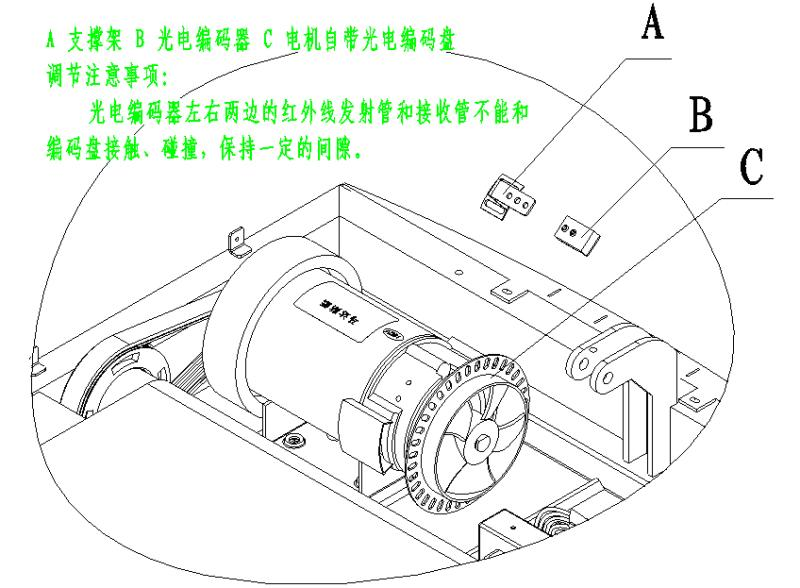 A 支撑架 B 光电编码器 C 电机自带光电编码盘
调节注意事项:
光电编码器左右两边的红外线发射管和接收管不能和
编码盘接触、碰撞,保持一定的间隙。
A
B
C